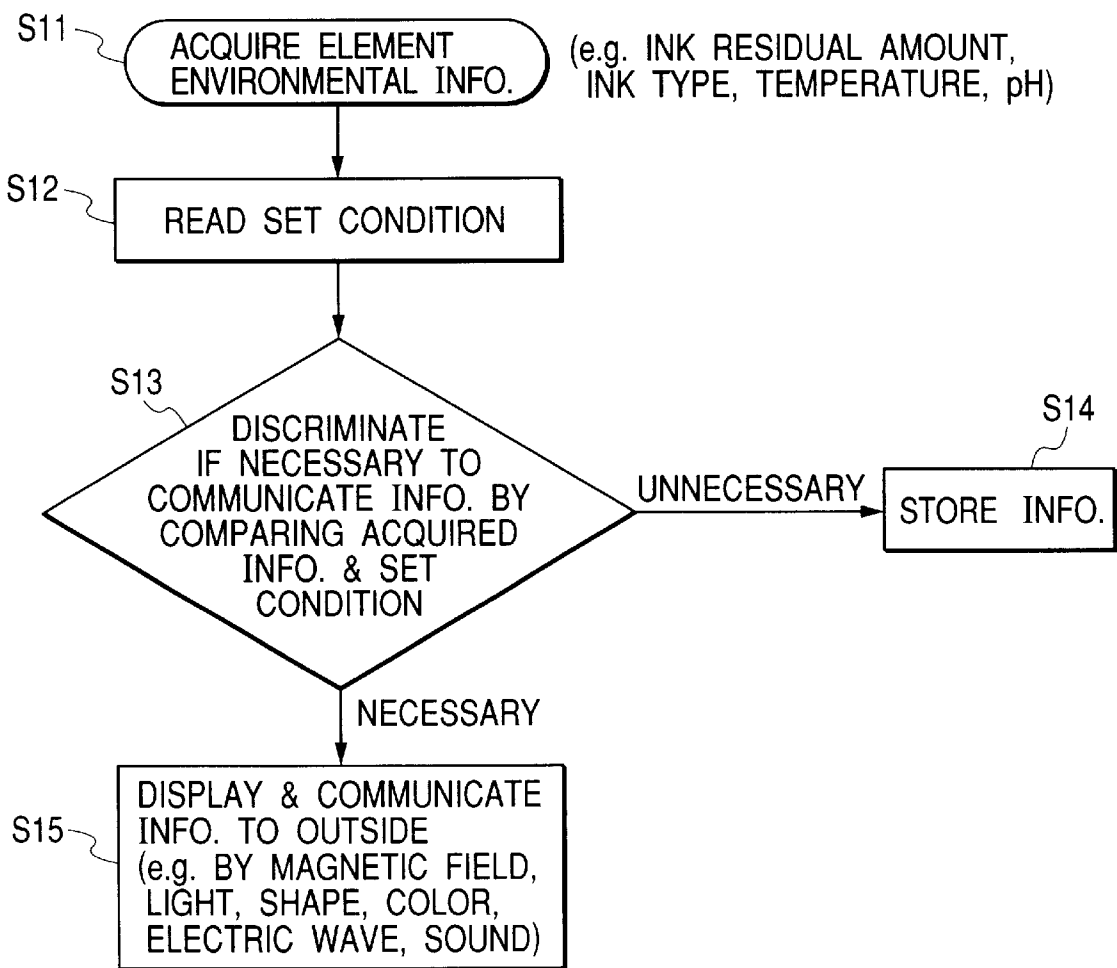 S11
ACQUIRE ELEMENT
ENVIRONMENTAL INFO.
(e.g. INK RESIDUAL AMOUNT,
INK TYPE, TEMPERATURE, pH)
S12
READ SET CONDITION
S13
DISCRIMINATE
IF NECESSARY TO
COMMUNICATE INFO. BY
COMPARING ACQUIRED
INFO. & SET
CONDITION
UNNECESSARY
S14
STORE INFO.
NECESSARY
S15
DISPLAY & COMMUNICATE
INFO. TO OUTSIDE
(e.g. BY MAGNETIC FIELD,
LIGHT, SHAPE, COLOR,
ELECTRIC WAVE, SOUND)